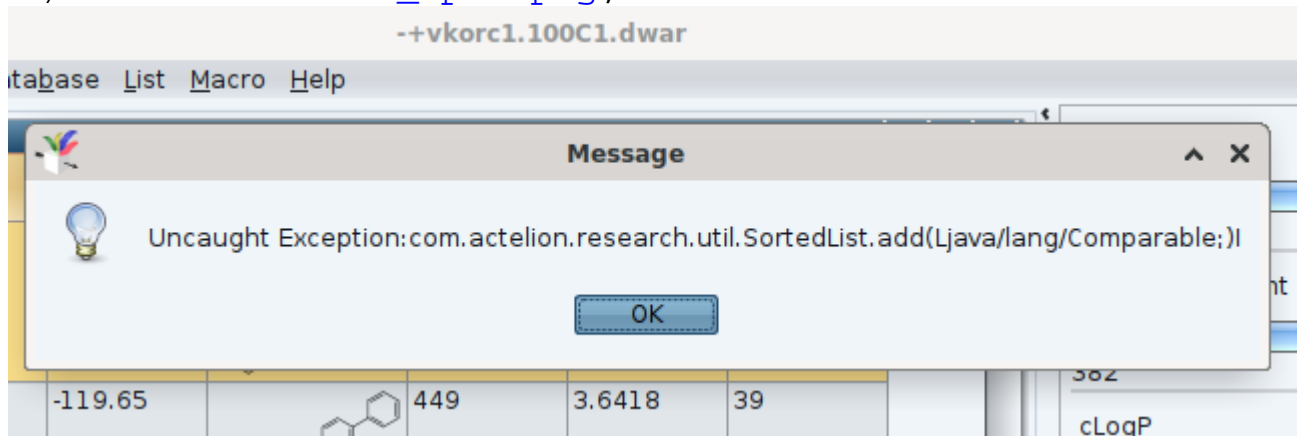 -+vkorc1.100C1.dwar
tabase List Macro Help
Message
Uncaught Exception:com.actelion.research.util.SortedList.add(Ljava/lang/Comparable;)I
OK
nt
382
-119.65 449 3.6418 39
cLogP